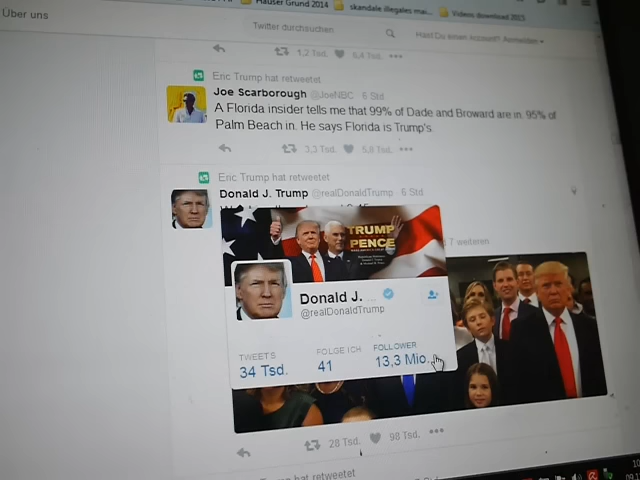 Häuser Grund 2014
skandale illegales mai...
Videos download 2015
Über uns
Twitter durchsuchen
Hast Du einen Account? Anmelden
1,2 Tsd.
5,4 Tsd.
Eric Trump hat retweetet
Joe Scarborough @JoeNBC · 6 Std
A Florida insider tells me that 99% of Dade and Broward are in. 95% of
Palm Beach in. He says Florida is Trump's.
3,3 Tsd.
5,8 Tsd.
Eric Trump hat retweetet
Donald J. Trump @realDonaldTrump · 6 Std
TRUMP
PENCE
7 weiteren
Donald J. ...
@realDonaldTrump
TWEETS
34 Tsd.
FOLGE ICH
41
FOLLOWER
13,3 Mio.
28 Tsd.
98 Tsd.
hat retweetet